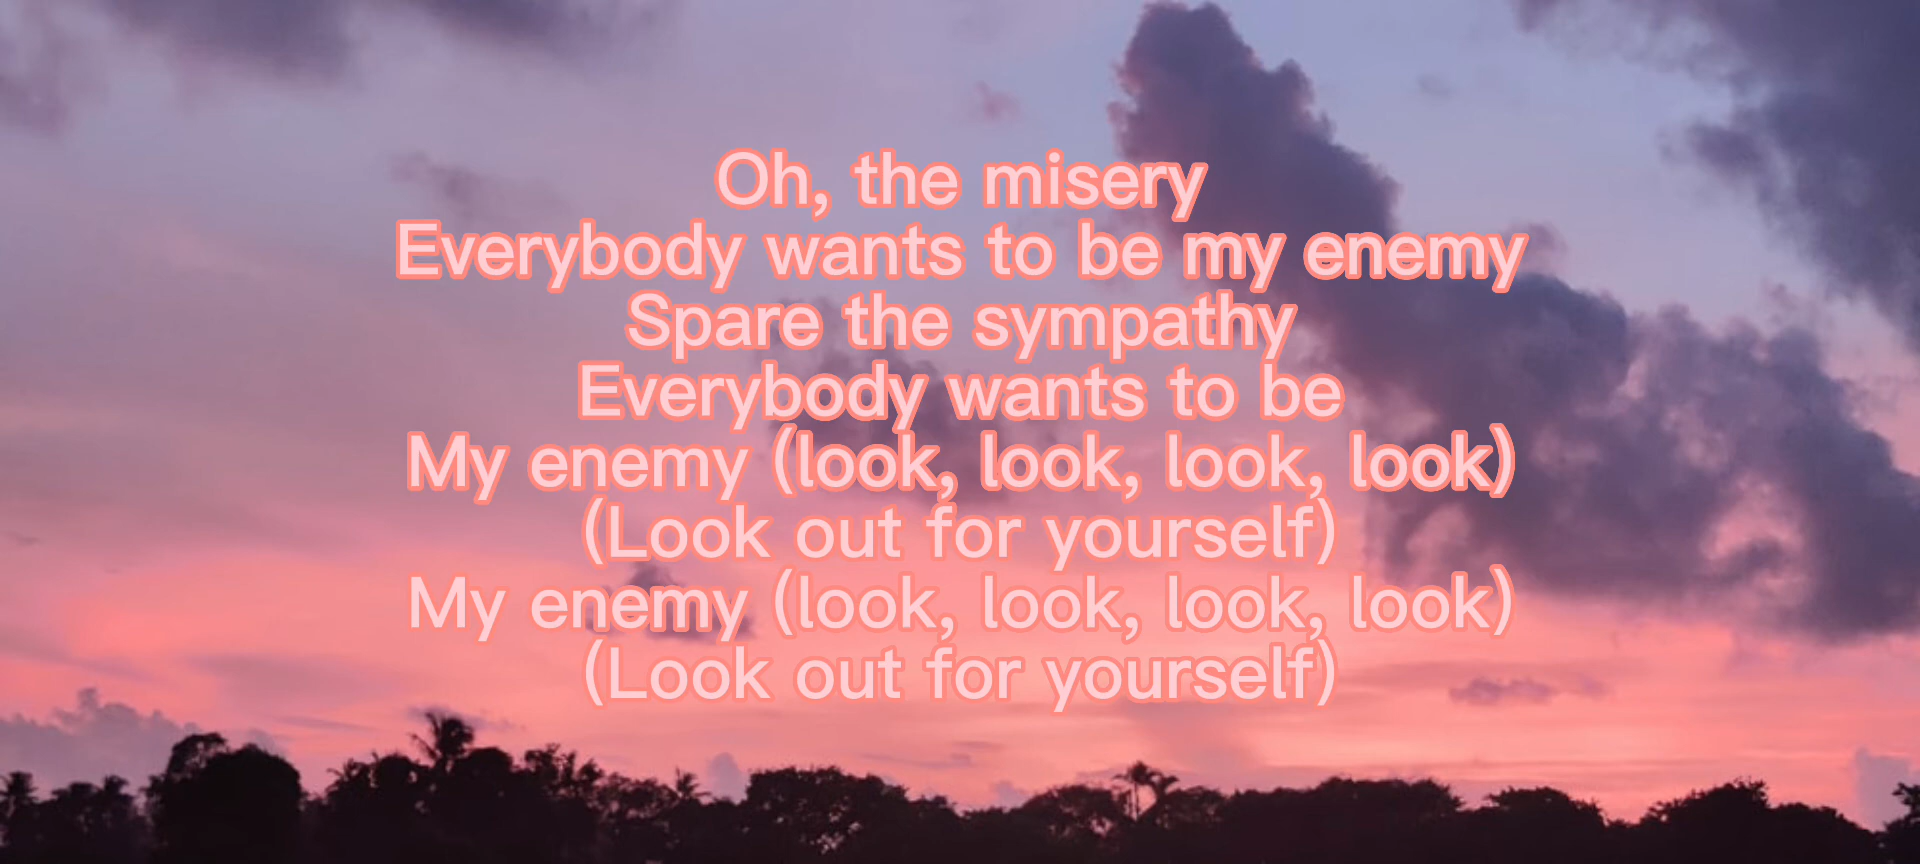 Oh, the misery
Everybody wants to be my enemy
Spare the sympathy
Everybody wants to be
My enemy (look, look, look, look)
(Look out for yourself)
My enemy (look, look, look, look)
(Look out for yourself)